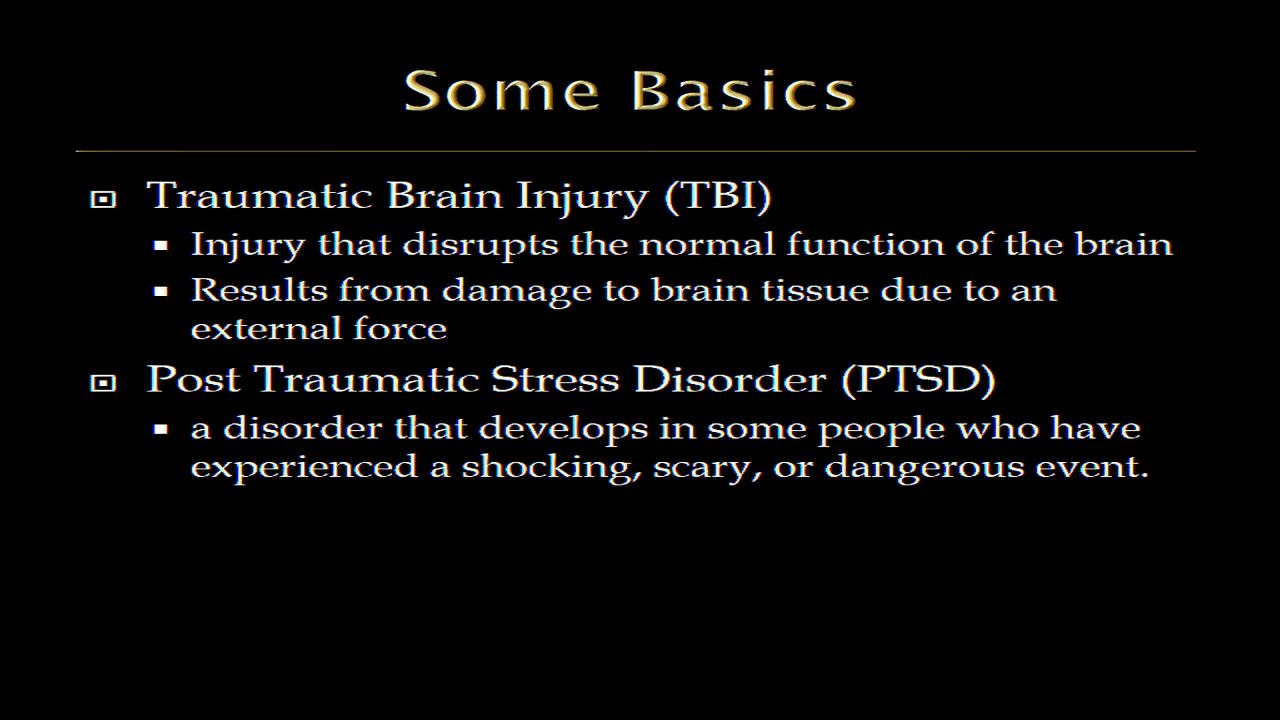 Some Basics
Traumatic Brain Injury (TBI)
Injury that disrupts the normal function of the brain
Results from damage to brain tissue due to an
external force
Post Traumatic Stress Disorder (PTSD)
a disorder that develops in some people who have
experienced a shocking, scary, or dangerous event.